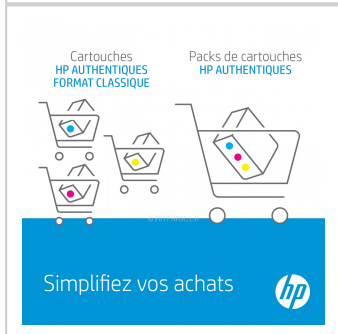 Cartouches
HP AUTHENTIQUES
FORMAT CLASSIQUE
Packs de cartouches
HP AUTHENTIQUES
Simplifiez vos achats
hp